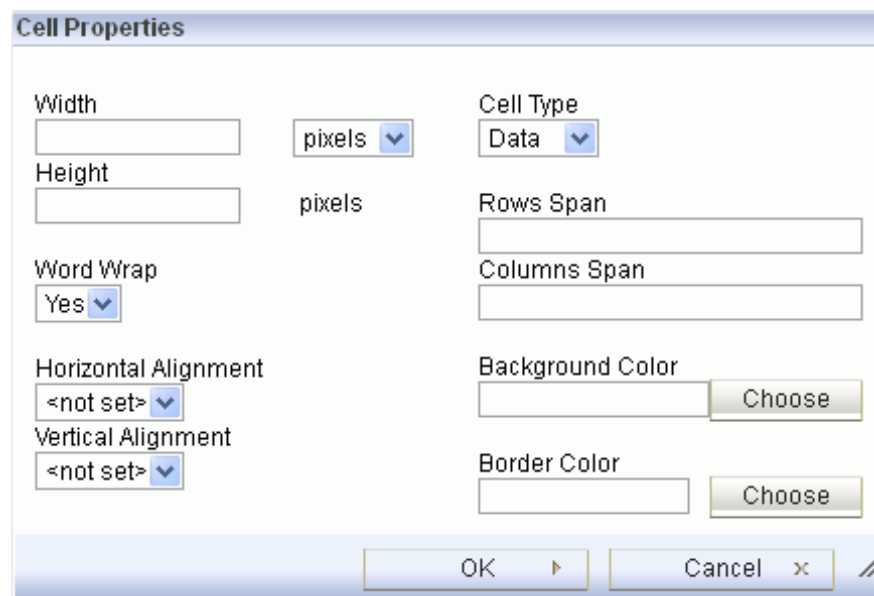 Cell Properties
Width
pixels
Height
pixels
Word Wrap
Yes
Horizontal Alignment
<not set>
Vertical Alignment
<not set>
Cell Type
Data
Rows Span
Columns Span
Background Color
Choose
Border Color
Choose
OK
Cancel